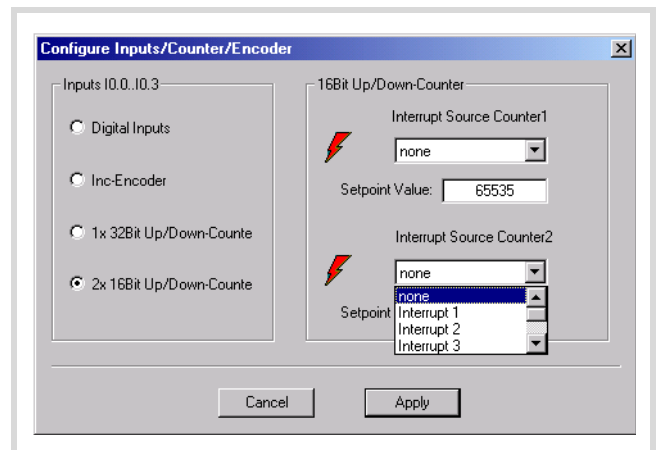 Configure Inputs/Counter/Encoder
Inputs I0.0..I0.3
Digital Inputs
Inc-Encoder
1x 32Bit Up/Down-Counte
2x 16Bit Up/Down-Counte
16Bit Up/Down-Counter
Interrupt Source Counter1
none
Setpoint Value: 65535
Interrupt Source Counter2
none
none
Interrupt 1
Setpoint
Interrupt 2
Interrupt 3
Cancel Apply